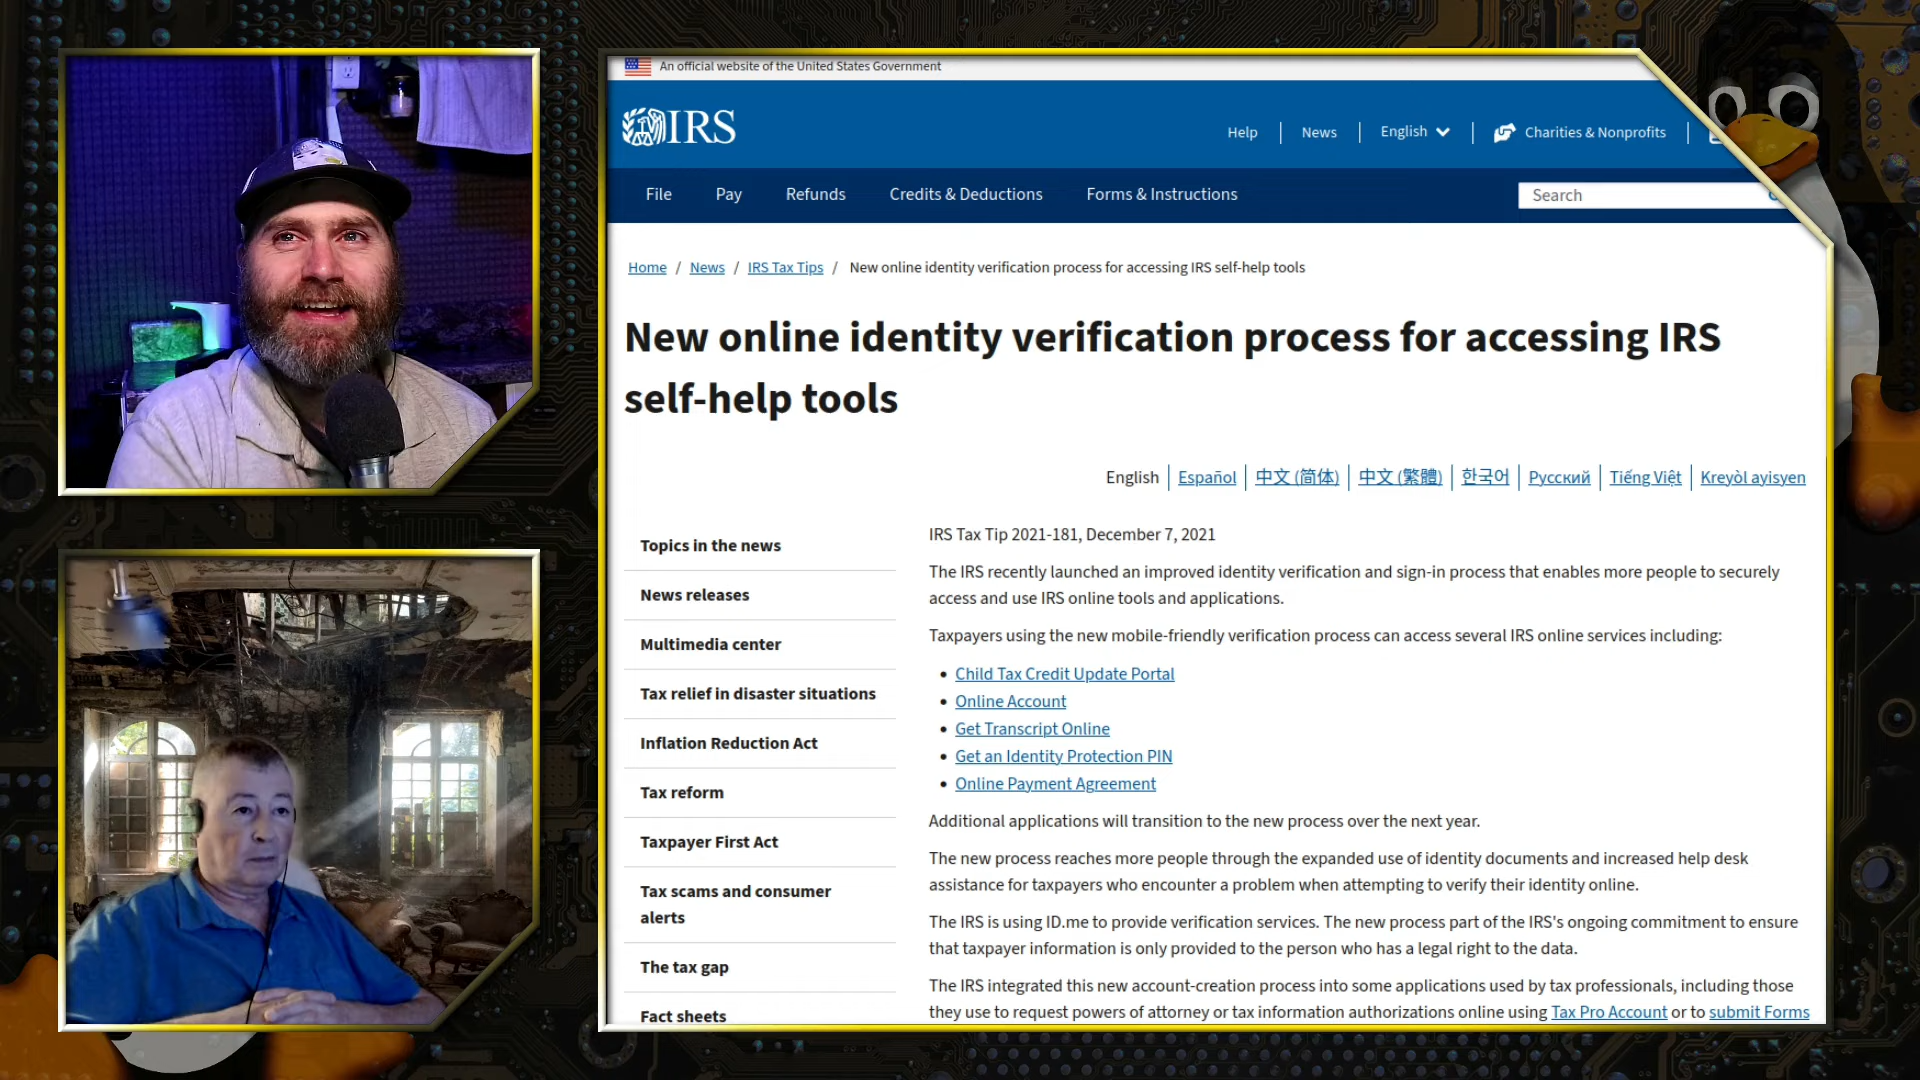 An official website of the United States Government
IRS
Help
News
English
Charities & Nonprofits
File
Pay
Refunds
Credits & Deductions
Forms & Instructions
Search
Home / News / IRS Tax Tips / New online identity verification process for accessing IRS self-help tools
New online identity verification process for accessing IRS
self-help tools
English | Español | 中文 (简体) | 中文 (繁體) | 한국어 | Русский | Tiếng Việt | Kreyòl ayisyen
Topics in the news
News releases
Multimedia center
Tax relief in disaster situations
Inflation Reduction Act
Tax reform
Taxpayer First Act
Tax scams and consumer
alerts
The tax gap
Fact sheets
IRS Tax Tip 2021-181, December 7, 2021
The IRS recently launched an improved identity verification and sign-in process that enables more people to securely
access and use IRS online tools and applications.
Taxpayers using the new mobile-friendly verification process can access several IRS online services including:
• Child Tax Credit Update Portal
• Online Account
• Get Transcript Online
• Get an Identity Protection PIN
• Online Payment Agreement
Additional applications will transition to the new process over the next year.
The new process reaches more people through the expanded use of identity documents and increased help desk
assistance for taxpayers who encounter a problem when attempting to verify their identity online.
The IRS is using ID.me to provide verification services. The new process part of the IRS's ongoing commitment to ensure
that taxpayer information is only provided to the person who has a legal right to the data.
The IRS integrated this new account-creation process into some applications used by tax professionals, including those
they use to request powers of attorney or tax information authorizations online using Tax Pro Account or to submit Forms